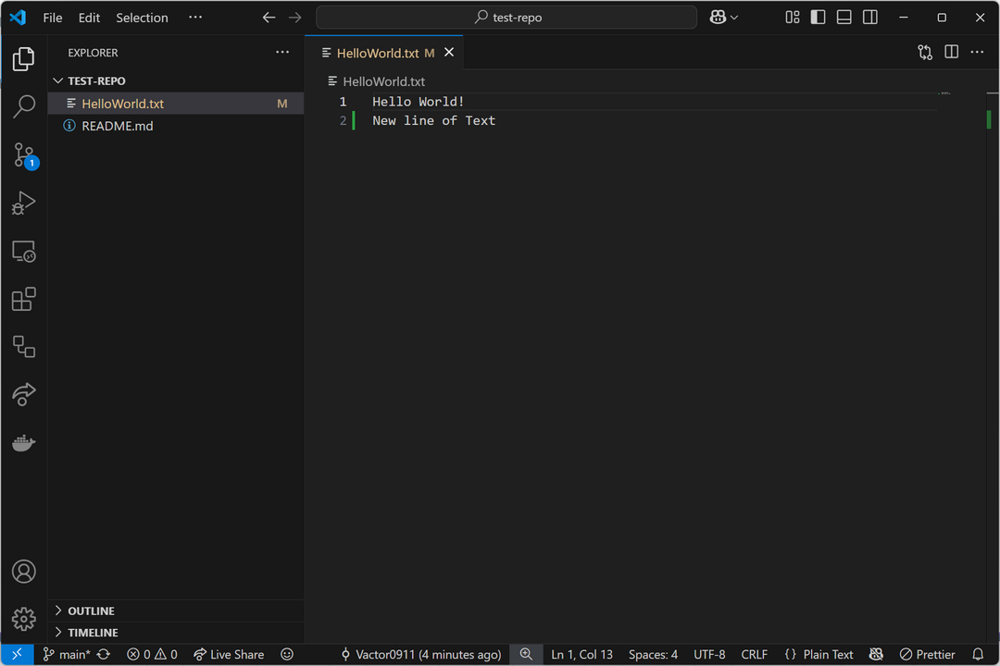 File Edit Selection ···
test-repo
EXPLORER ···
TEST-REPO
HelloWorld.txt M
README.md
OUTLINE
TIMELINE
HelloWorld.txt M
HelloWorld.txt
1 Hello World!
2 New line of Text
1
main* 0 0 Live Share Vactor0911 (4 minutes ago) Ln 1, Col 13 Spaces: 4 UTF-8 CRLF {} Plain Text Prettier